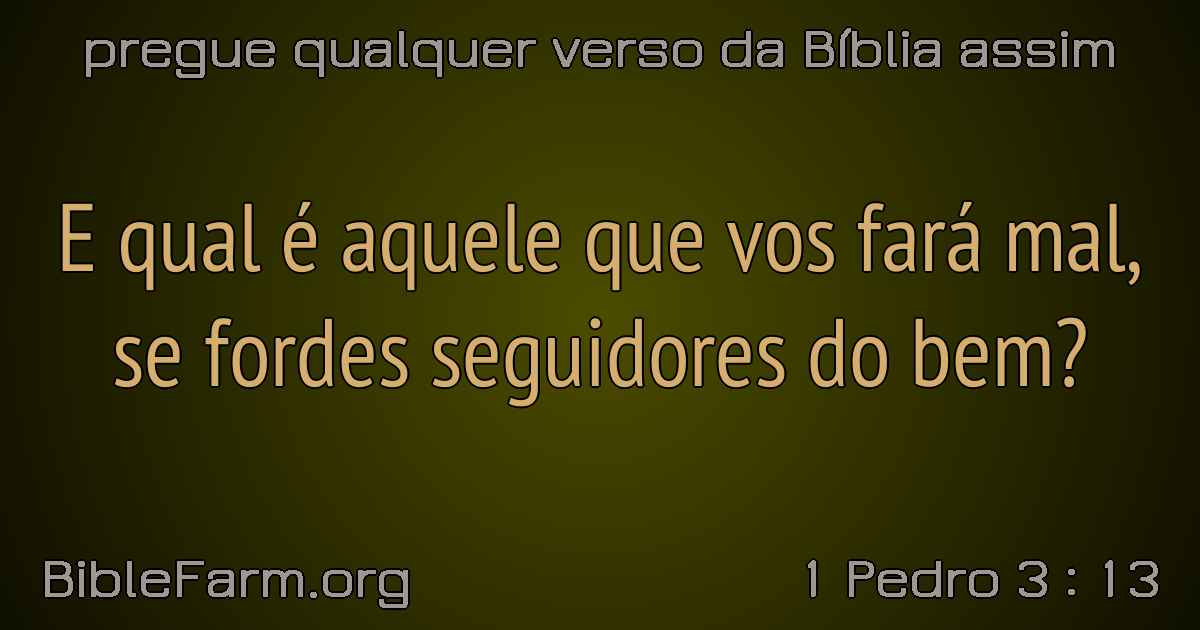 pregue qualquer verso da Bíblia assim
E qual é aquele que vos fará mal,
se fordes seguidores do bem?
BibleFarm.org
1 Pedro 3 : 13